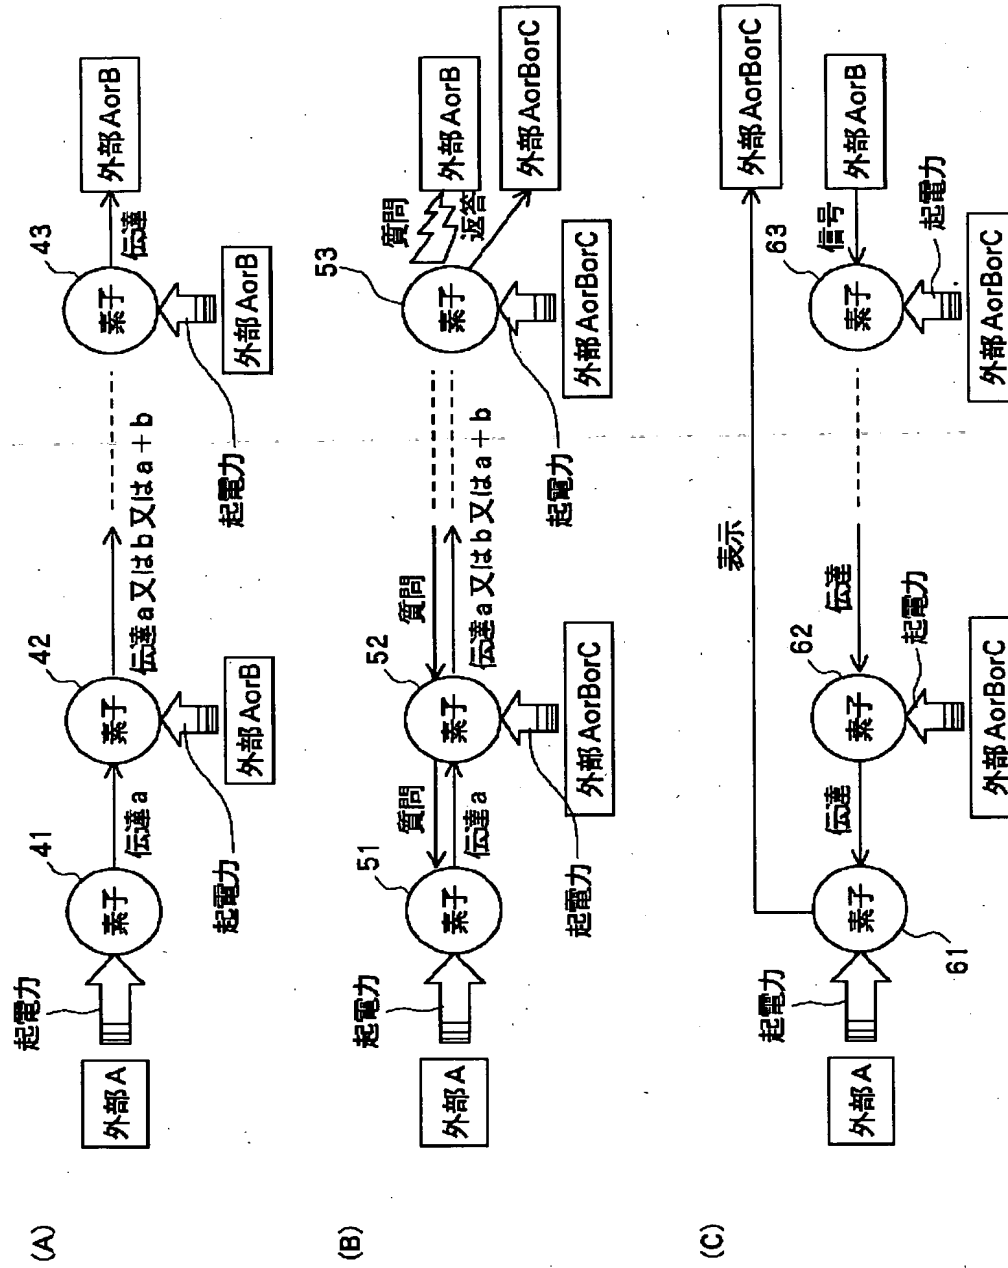 (A)
外部A
起電力
素子
41
伝達a
素子
42
起電力
外部AorB
伝達a又はb又はa+b
素子
43
起電力
外部AorB
伝達
外部AorB
(B)
外部A
起電力
素子
51
質問
伝達a
素子
52
起電力
外部AorBorC
質問
伝達a又はb又はa+b
素子
53
起電力
外部AorBorC
質問
外部AorB
返答
外部AorBorC
(C)
外部A
起電力
素子
61
伝達
素子
62
起電力
外部AorBorC
表示
伝達
素子
63
起電力
外部AorBorC
信号
外部AorB
外部AorBorC